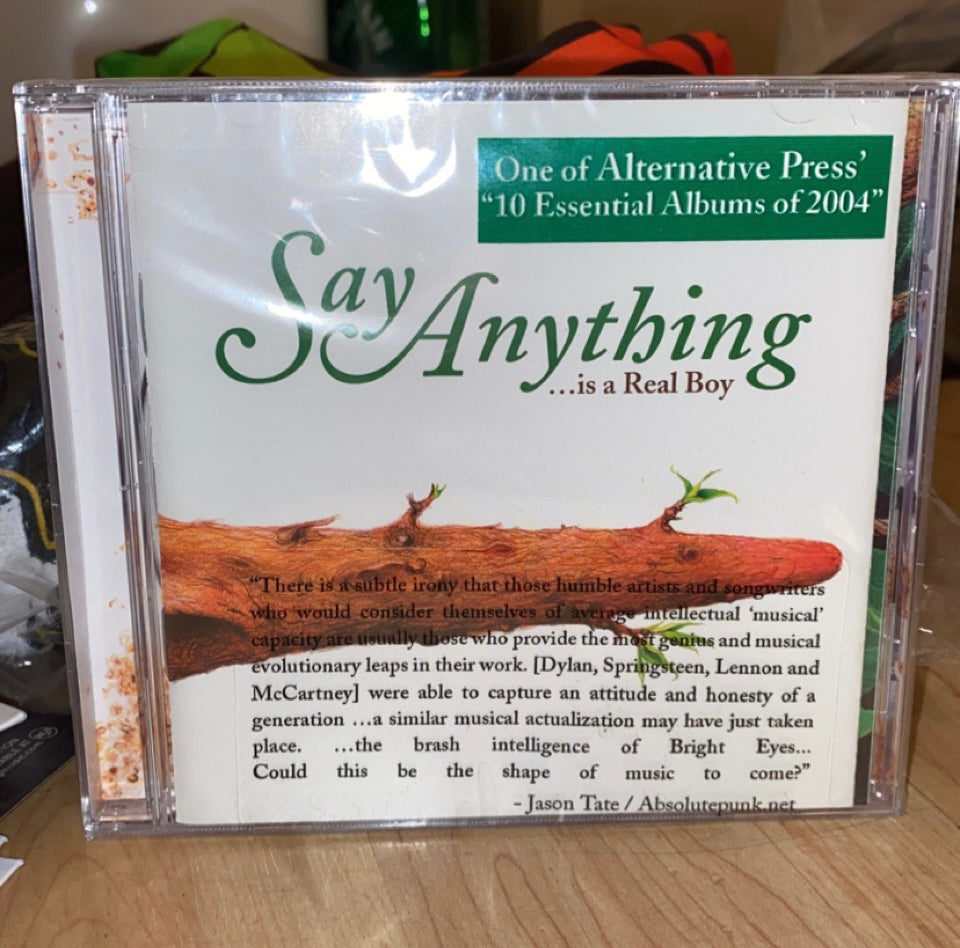 One of Alternative Press’
“10 Essential Albums of 2004”
Say Anything
...is a Real Boy
“There is a subtle irony that those humble artists and songwriters
who would consider themselves of average intellectual ‘musical’
capacity are usually those who provide the most genius and musical
evolutionary leaps in their work. [Dylan, Springsteen, Lennon and
McCartney] were able to capture an attitude and honesty of a
generation ...a similar musical actualization may have just taken
place. ...the brash intelligence of Bright Eyes...
Could this be the shape of music to come?”
- Jason Tate / Absolutepunk.net